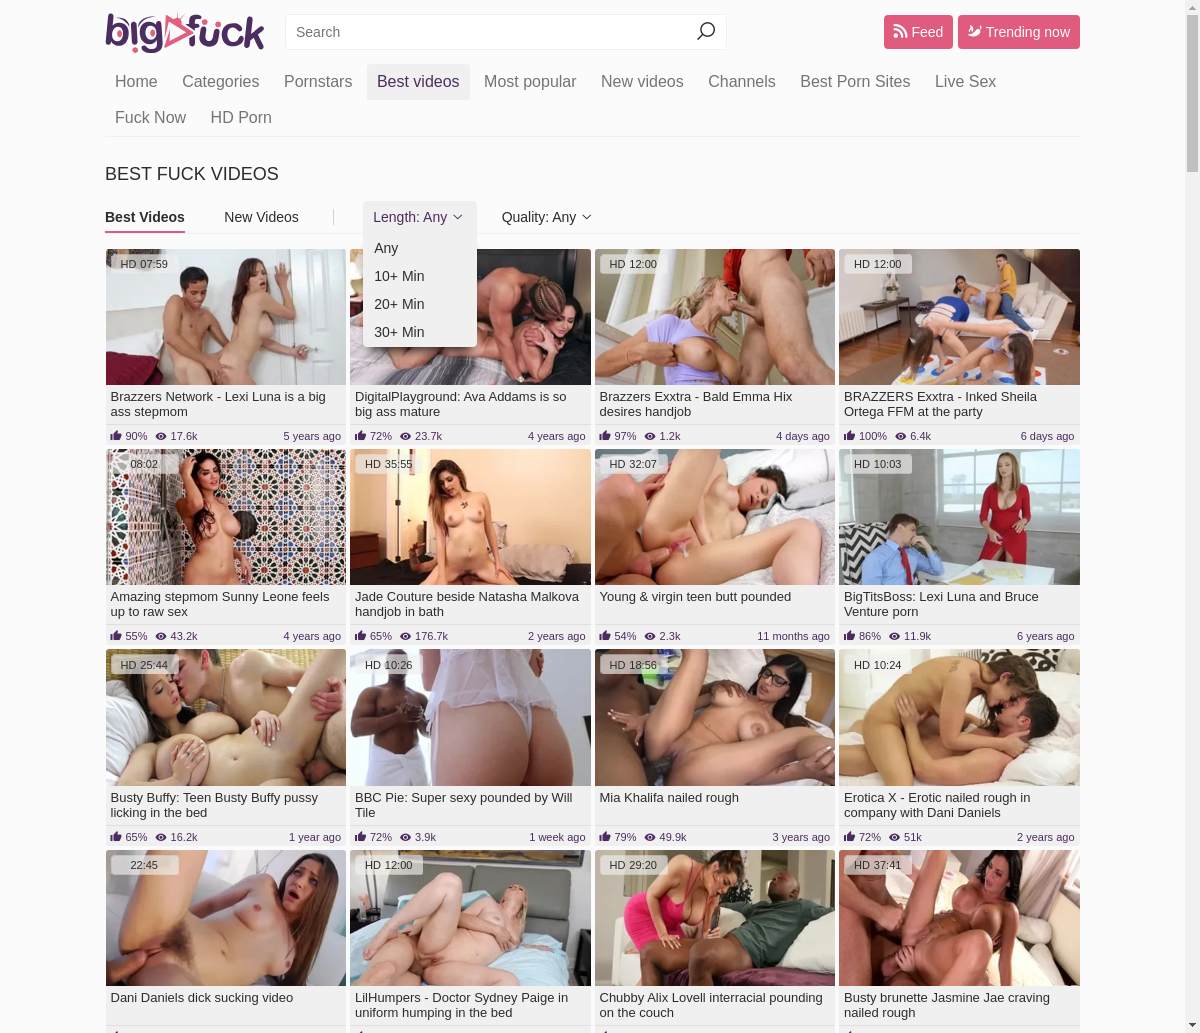 bigfuck
Search
Feed
Trending now
Home
Categories
Pornstars
Best videos
Most popular
New videos
Channels
Best Porn Sites
Live Sex
Fuck Now
HD Porn
BEST FUCK VIDEOS
Best Videos
New Videos
Length: Any
Quality: Any
Any
10+ Min
20+ Min
30+ Min
HD 07:59
Brazzers Network - Lexi Luna is a big
ass stepmom
90% 17.6k 5 years ago
DigitalPlayground: Ava Addams is so
big ass mature
72% 23.7k 4 years ago
HD 12:00
Brazzers Exxtra - Bald Emma Hix
desires handjob
97% 1.2k 4 days ago
HD 12:00
BRAZZERS Exxtra - Inked Sheila
Ortega FFM at the party
100% 6.4k 6 days ago
08:02
Amazing stepmom Sunny Leone feels
up to raw sex
55% 43.2k 4 years ago
HD 35:55
Jade Couture beside Natasha Malkova
handjob in bath
65% 176.7k 2 years ago
HD 32:07
Young & virgin teen butt pounded
54% 2.3k 11 months ago
HD 10:03
BigTitsBoss: Lexi Luna and Bruce
Venture porn
86% 11.9k 6 years ago
HD 25:44
Busty Buffy: Teen Busty Buffy pussy
licking in the bed
65% 16.2k 1 year ago
HD 10:26
BBC Pie: Super sexy pounded by Will
Tile
72% 3.9k 1 week ago
HD 18:56
Mia Khalifa nailed rough
79% 49.9k 3 years ago
HD 10:24
Erotica X - Erotic nailed rough in
company with Dani Daniels
72% 51k 2 years ago
22:45
Dani Daniels dick sucking video
HD 12:00
LilHumpers - Doctor Sydney Paige in
uniform humping in the bed
HD 29:20
Chubby Alix Lovell interracial pounding
on the couch
HD 37:41
Busty brunette Jasmine Jae craving
nailed rough